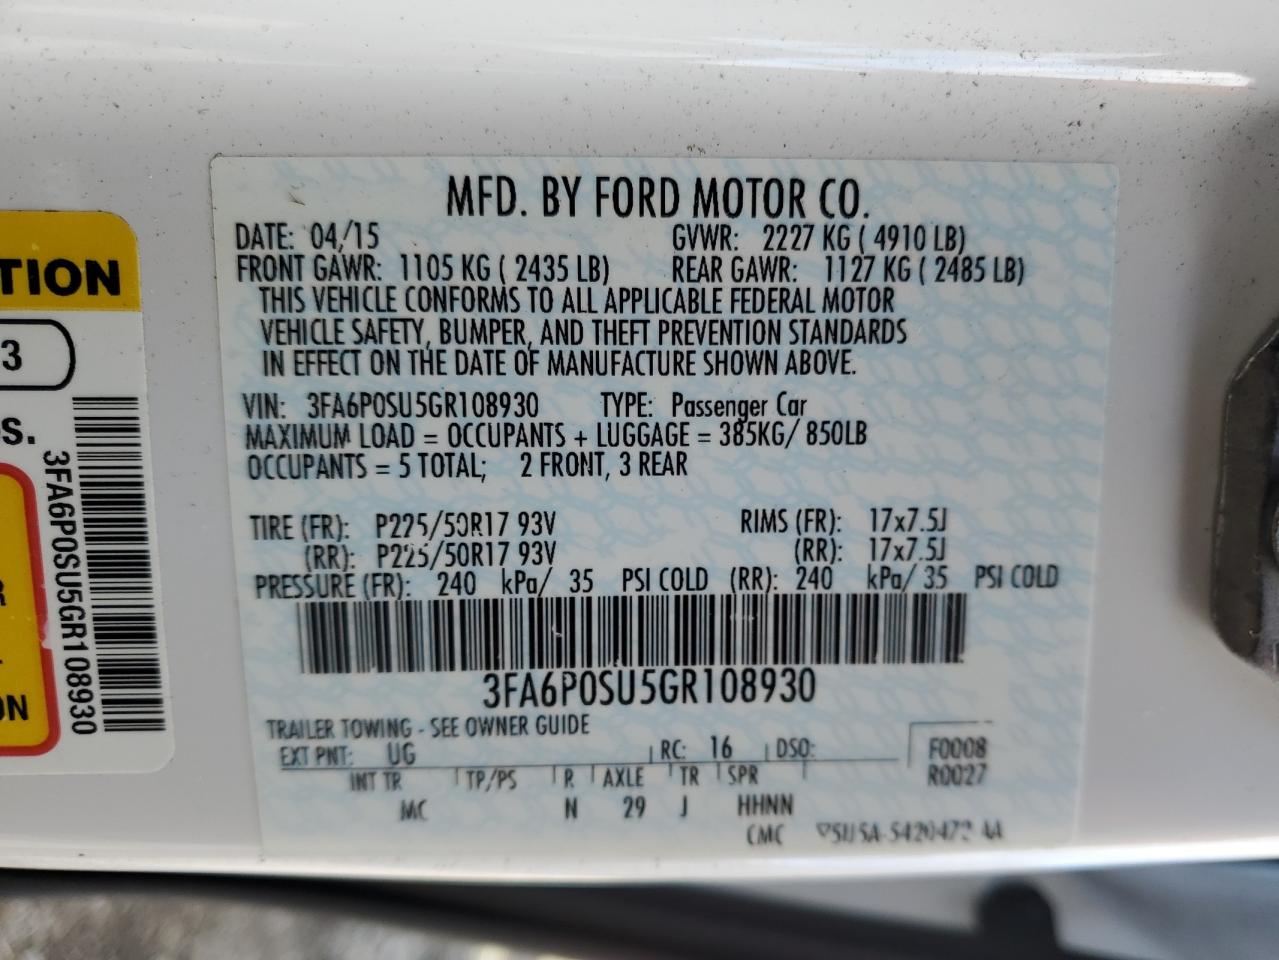 MFD. BY FORD MOTOR CO.
DATE: 04/15 GVWR: 2227 KG ( 4910 LB)
FRONT GAWR: 1105 KG ( 2435 LB) REAR GAWR: 1127 KG ( 2485 LB)
THIS VEHICLE CONFORMS TO ALL APPLICABLE FEDERAL MOTOR
VEHICLE SAFETY, BUMPER, AND THEFT PREVENTION STANDARDS
IN EFFECT ON THE DATE OF MANUFACTURE SHOWN ABOVE.
VIN: 3FA6P0SU5GR108930 TYPE: Passenger Car
MAXIMUM LOAD = OCCUPANTS + LUGGAGE = 385KG/ 850LB
OCCUPANTS = 5 TOTAL; 2 FRONT, 3 REAR
TIRE (FR): P225/50R17 93V RIMS (FR): 17x7.5J
(RR): P225/50R17 93V (RR): 17x7.5J
PRESSURE (FR): 240 kPa/ 35 PSI COLD (RR): 240 kPa/ 35 PSI COLD
3FA6P0SU5GR108930
TRAILER TOWING - SEE OWNER GUIDE
EXT PNT: UG RC: 16 DSO: F0008
R0027
INT TR TP/PS R AXLE TR SPR
MC N 29 J HHNN
CMC
TION
3
S.
3FA6P0SU5GR108930
R
ON